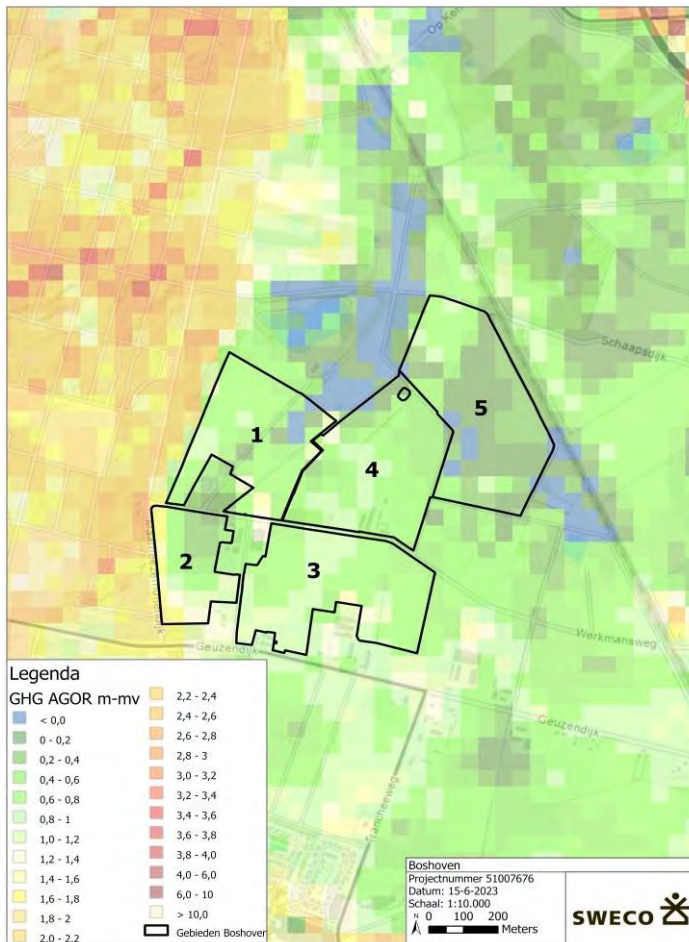 Op Ken
Schaapsdijk
5
1
4
2
3
Werkmansweg
Geuzendijk
Geuzendijk
Trancheeweg
Legenda
GHG AGOR m-mv
< 0,0
0 - 0,2
0,2 - 0,4
0,4 - 0,6
0,6 - 0,8
0,8 - 1
1,0 - 1,2
1,2 - 1,4
1,4 - 1,6
1,6 - 1,8
1,8 - 2
2,0 - 2,2
2,2 - 2,4
2,4 - 2,6
2,6 - 2,8
2,8 - 3
3,0 - 3,2
3,2 - 3,4
3,4 - 3,6
3,6 - 3,8
3,8 - 4,0
4,0 - 6,0
6,0 - 10
> 10,0
Gebieden Boshoven
Boshoven
Projectnummer 51007676
Datum: 15-6-2023
Schaal: 1:10.000
N 0 100 200
Meters
SWECO